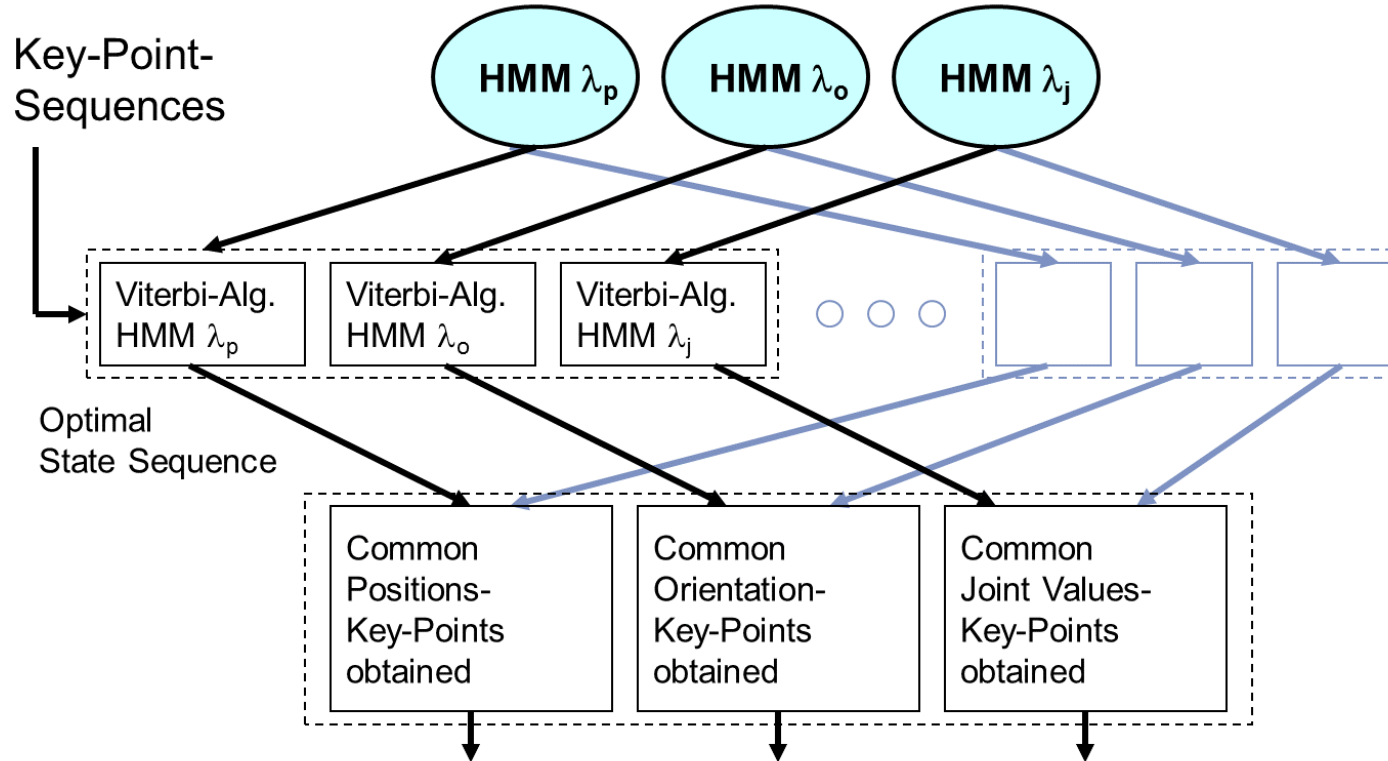 Key-Point-
Sequences
HMM λp
HMM λo
HMM λj
Viterbi-Alg.
HMM λp
Viterbi-Alg.
HMM λo
Viterbi-Alg.
HMM λj
Optimal
State Sequence
Common
Positions-
Key-Points
obtained
Common
Orientation-
Key-Points
obtained
Common
Joint Values-
Key-Points
obtained